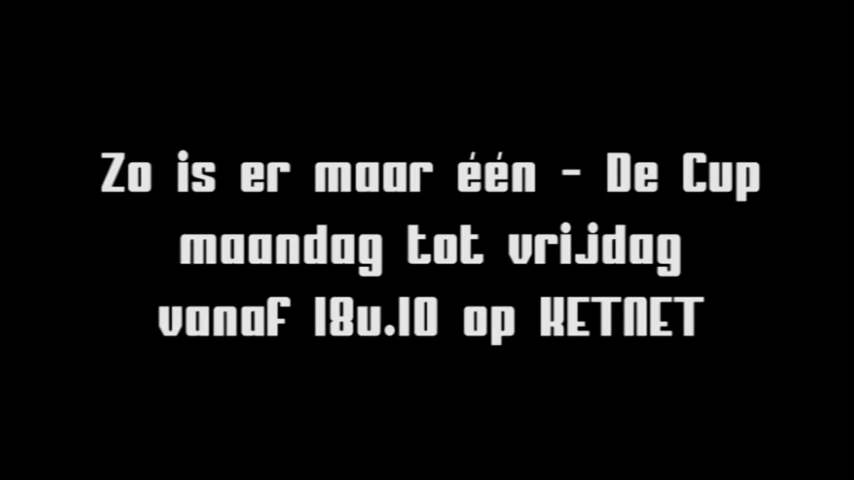 Zo is er maar één - De Cup
maandag tot vrijdag
vanaf 18u.10 op KETNET